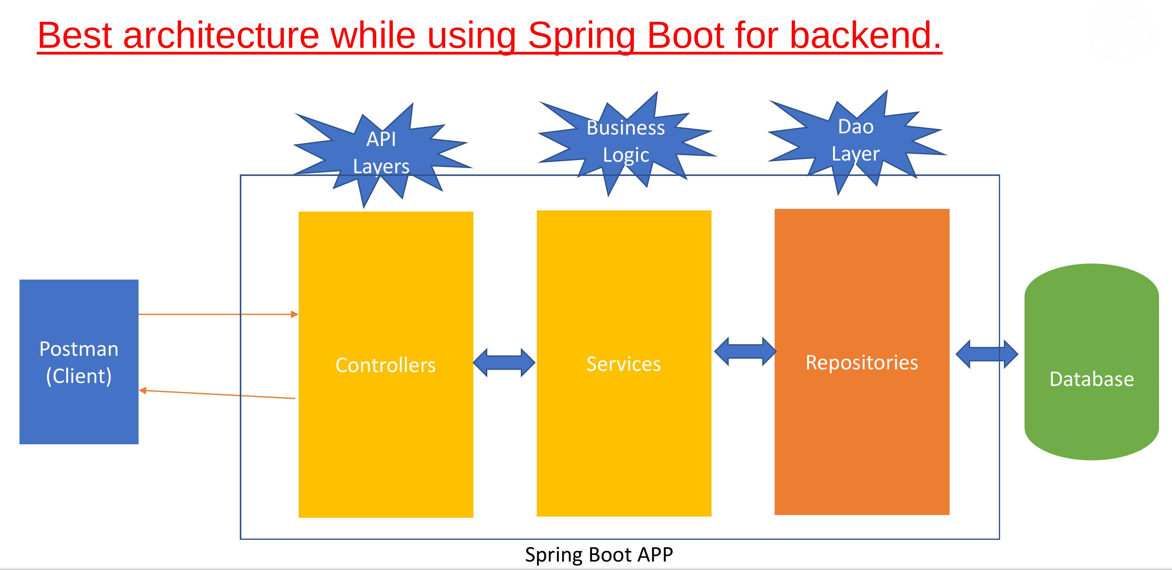 Best architecture while using Spring Boot for backend.
API
Layers
Business
Logic
Dao
Layer
Postman
(Client)
Controllers
Services
Repositories
Database
Spring Boot APP